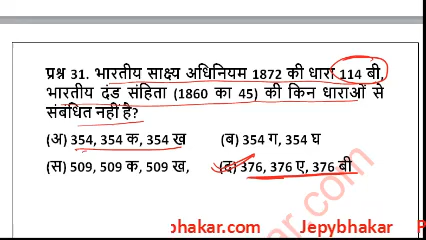 प्रश्न 31. भारतीय साक्ष्य अधिनियम 1872 की धारा 114 बी,
भारतीय दंड संहिता (1860 का 45) की किन धाराओं से
संबंधित नहीं है?
(अ) 354, 354 क, 354 ख (ब) 354 ग, 354 घ
(स) 509, 509 क, 509 ख, (द) 376, 376 ए, 376 बी
bhakar.com Jepybhakar